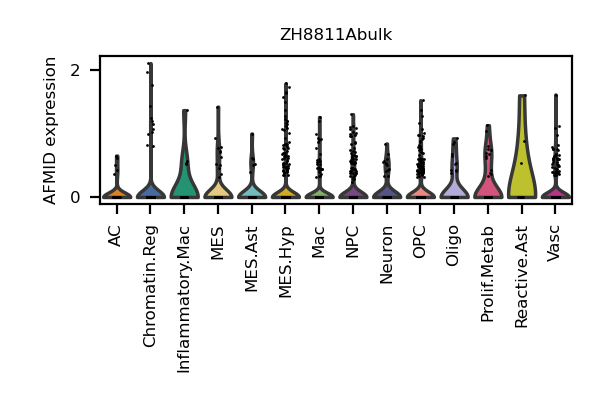 ZH8811Abulk
AFMID expression
2
0
AC
Chromatin.Reg
Inflammatory.Mac
MES
MES.Ast
MES.Hyp
Mac
NPC
Neuron
OPC
Oligo
Prolif.Metab
Reactive.Ast
Vasc